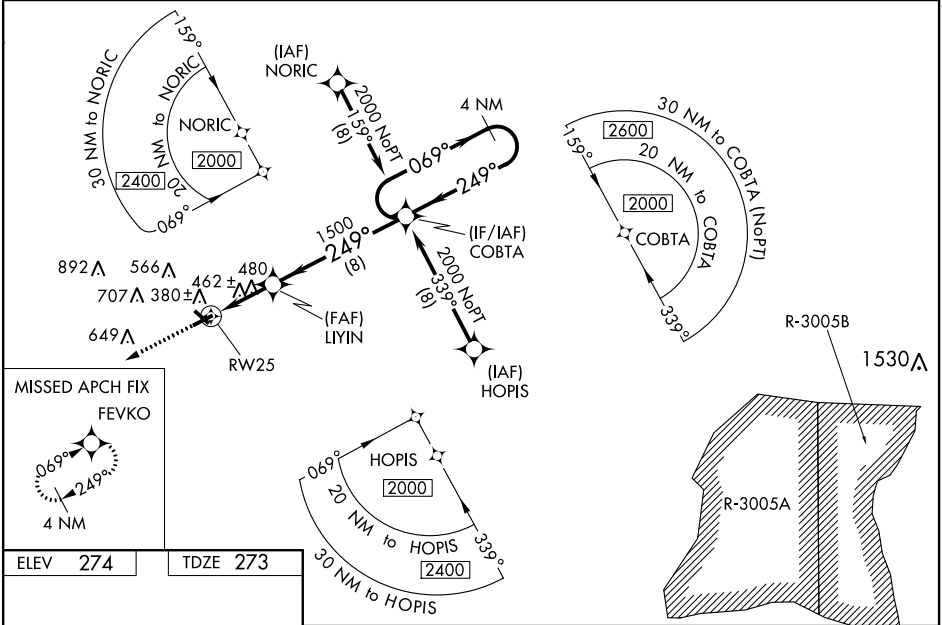 159°
30 NM to NORIC
20 NM to NORIC
NORIC
2000
2400
069°
(IAF)
NORIC
2000 NoPT
159°
(8)
4 NM
069°
249°
(IF/IAF)
COBTA
1500
249°
(8)
2000 NoPT
339°
(8)
(IAF)
HOPIS
30 NM to COBTA (NoPT)
2600
159°
20 NM to COBTA
2000
COBTA
339°
892
566
480
707
380±
462±
649
(FAF)
LIYIN
RW25
R-3005B
1530
R-3005A
MISSED APCH FIX
FEVKO
069°
249°
4 NM
069°
HOPIS
2000
20 NM to HOPIS
339°
2400
30 NM to HOPIS
ELEV 274
TDZE 273